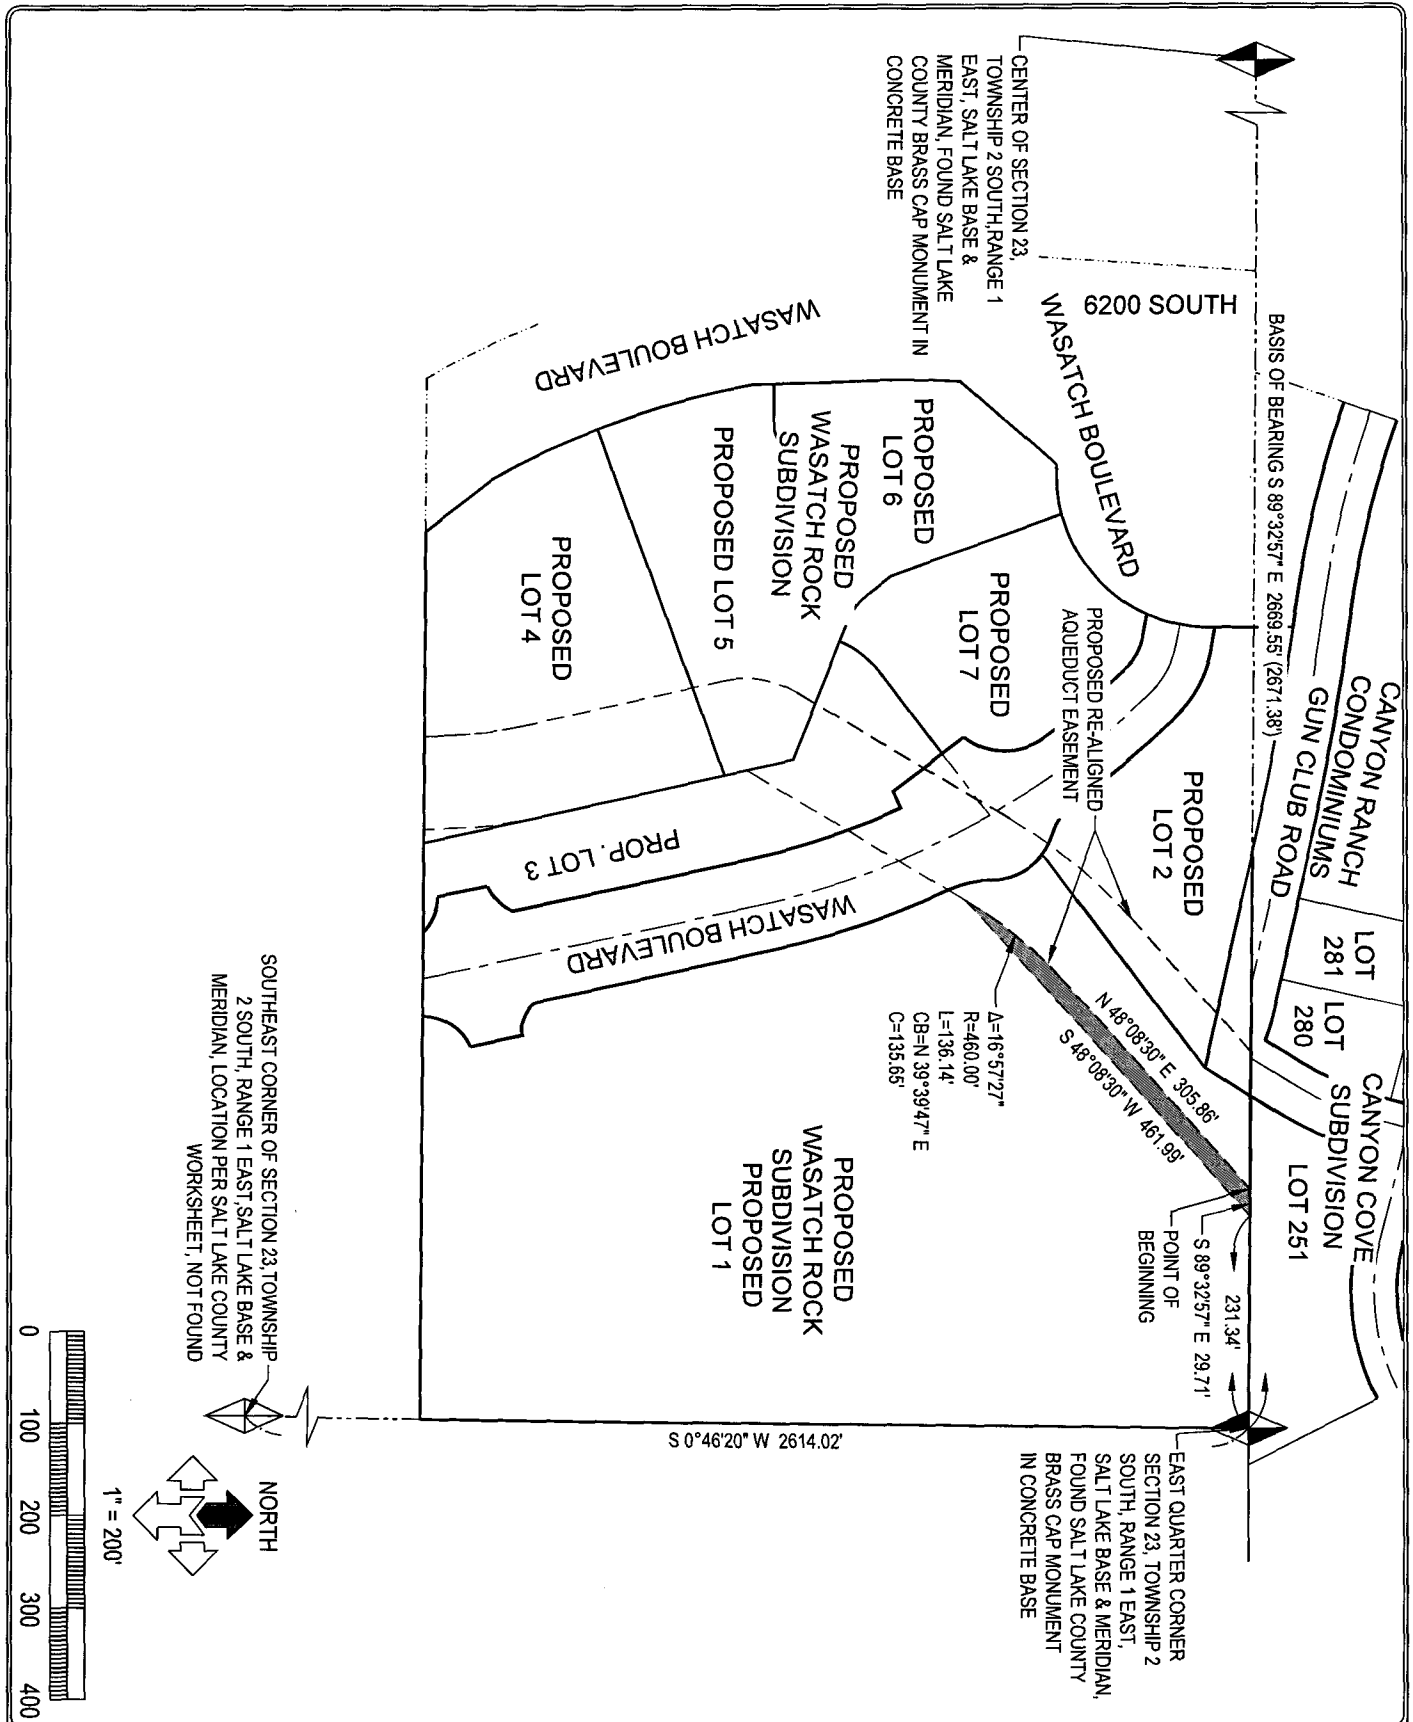 CENTER OF SECTION 23,
TOWNSHIP 2 SOUTH, RANGE 1
EAST, SALT LAKE BASE &
MERIDIAN, FOUND SALT LAKE
COUNTY BRASS CAP MONUMENT IN
CONCRETE BASE
6200 SOUTH
BASIS OF BEARING S 89°32'57" E 2669.55' (2671.38')
WASATCH BOULEVARD
WASATCH BOULEVARD
CANYON RANCH
CONDOMINIUMS
GUN CLUB ROAD
LOT
281
LOT
280
CANYON COVE
SUBDIVISION
LOT 251
PROPOSED
LOT 6
PROPOSED
WASATCH ROCK
SUBDIVISION
PROPOSED LOT 5
PROPOSED
LOT 4
PROPOSED
LOT 7
PROPOSED RE-ALIGNED
AQUEDUCT EASEMENT
PROPOSED
LOT 2
PROP. LOT 3
WASATCH BOULEVARD
N 48°08'30" E 305.86'
S 48°08'30" W 461.99'
Δ=16°57'27"
R=460.00'
L=136.14'
CB=N 39°39'47" E
C=135.65'
231.34'
S 89°32'57" E 29.71'
POINT OF
BEGINNING
PROPOSED
WASATCH ROCK
SUBDIVISION
PROPOSED
LOT 1
S 0°46'20" W 2614.02'
EAST QUARTER CORNER
SECTION 23, TOWNSHIP 2
SOUTH, RANGE 1 EAST,
SALT LAKE BASE & MERIDIAN,
FOUND SALT LAKE COUNTY
BRASS CAP MONUMENT
IN CONCRETE BASE
SOUTHEAST CORNER OF SECTION 23, TOWNSHIP
2 SOUTH, RANGE 1 EAST, SALT LAKE BASE &
MERIDIAN, LOCATION PER SALT LAKE COUNTY
WORKSHEET, NOT FOUND
NORTH
1" = 200'
0 100 200 300 400